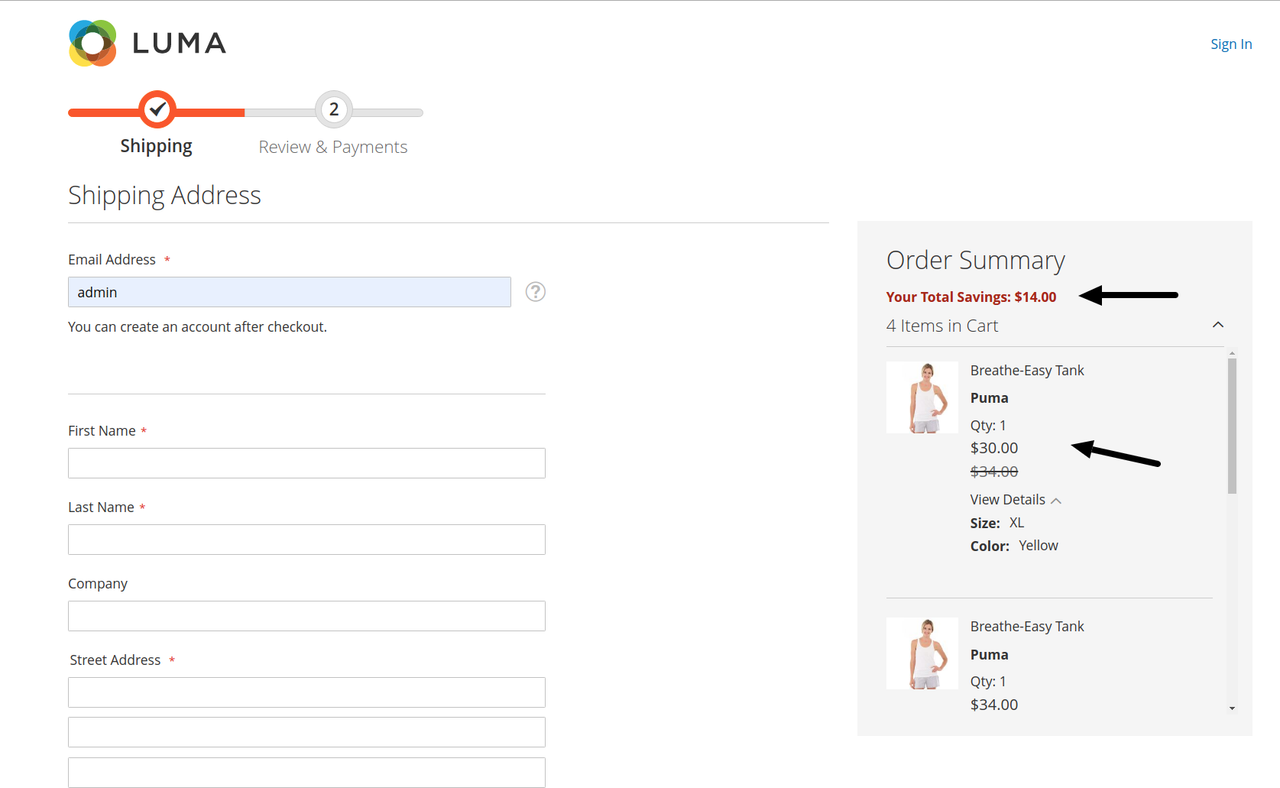 LUMA
Sign In
2
Shipping
Review & Payments
Shipping Address
Email Address *
admin
?
You can create an account after checkout.
First Name *
Last Name *
Company
Street Address *
Order Summary
Your Total Savings: $14.00
4 Items in Cart
Breathe-Easy Tank
Puma
Qty: 1
$30.00
$34.00
View Details
Size: XL
Color: Yellow
Breathe-Easy Tank
Puma
Qty: 1
$34.00